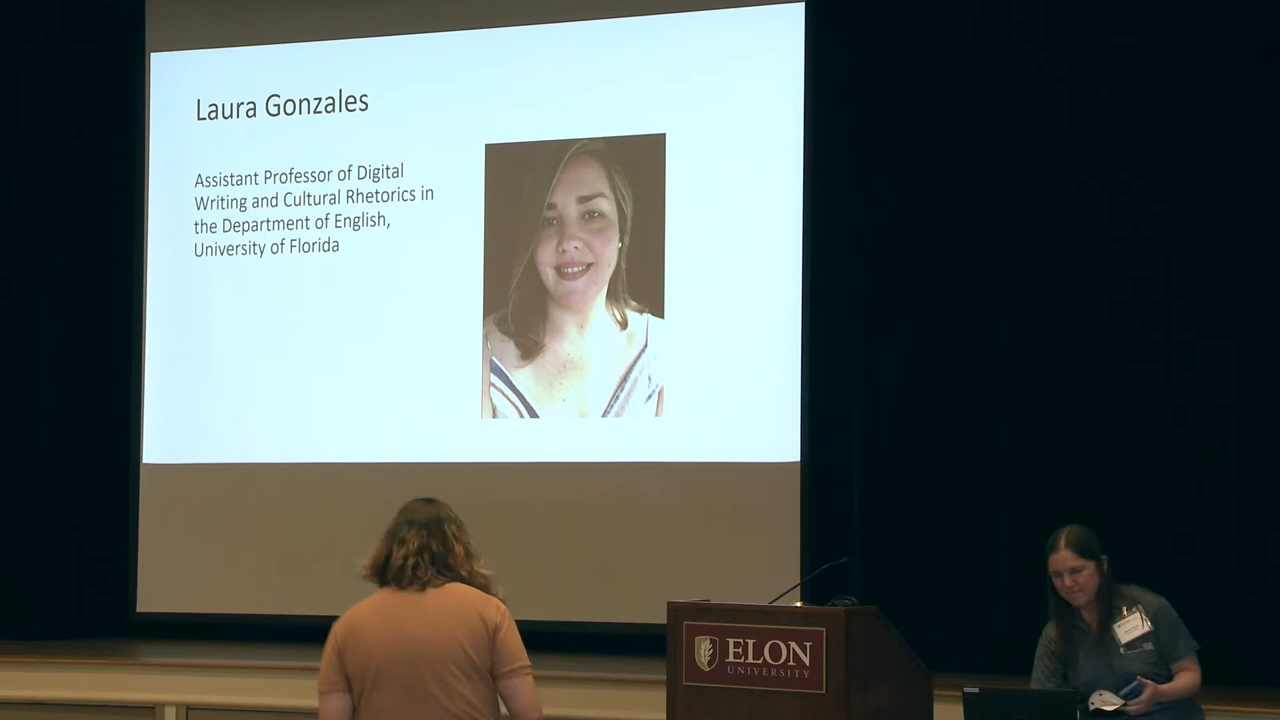 Laura Gonzales
Assistant Professor of Digital
Writing and Cultural Rhetorics in
the Department of English,
University of Florida
ELON
UNIVERSITY